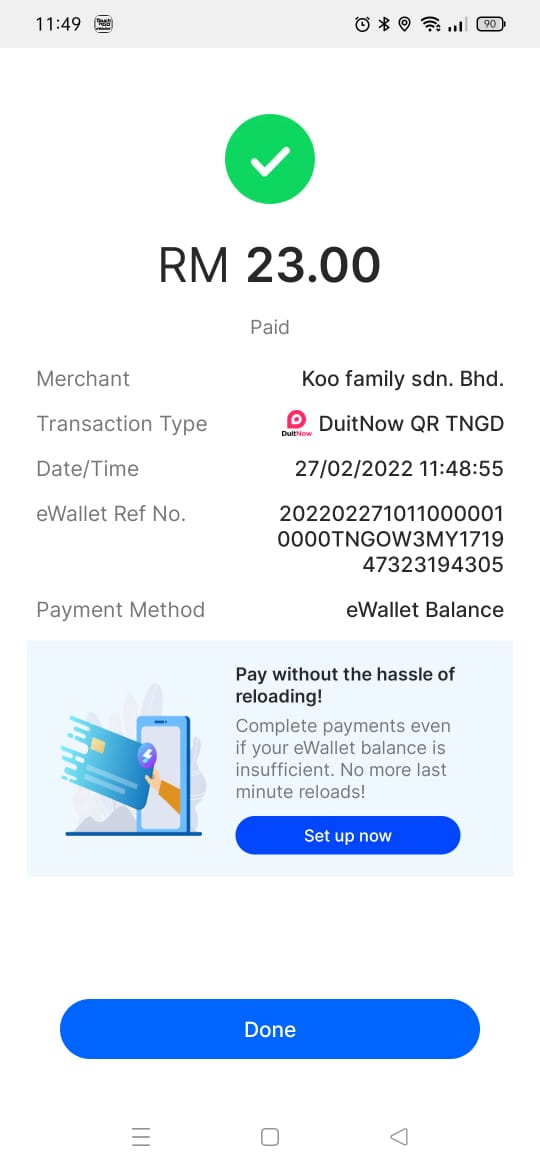 11:49
90
RM 23.00
Paid
Merchant
Koo family sdn. Bhd.
Transaction Type
DuitNow
DuitNow QR TNGD
Date/Time
27/02/2022 11:48:55
eWallet Ref No.
202202271011000001
0000TNGOW3MY1719
47323194305
Payment Method
eWallet Balance
Pay without the hassle of
reloading!
Complete payments even
if your eWallet balance is
insufficient. No more last
minute reloads!
Set up now
Done